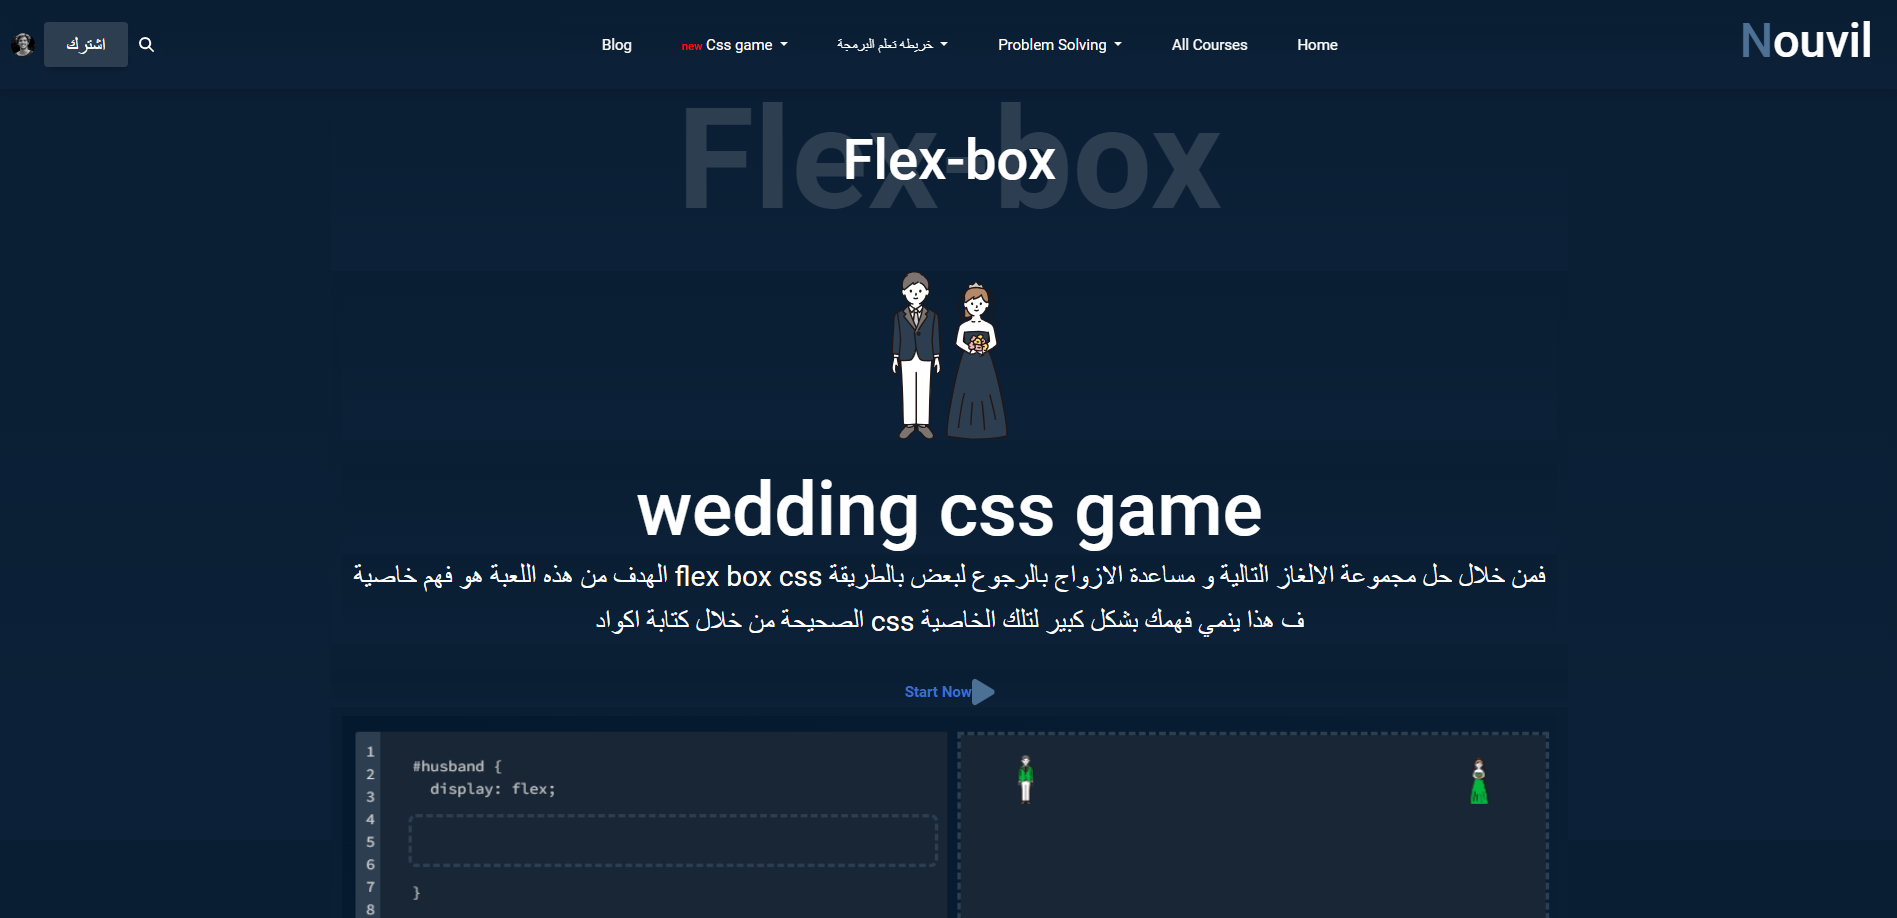 Nouvil
Home
All Courses
Problem Solving
خريطه تعلم البرمجة
new Css game
Blog
اشترك
Flex-box
Flex-box
wedding css game
الهدف من هذه اللعبة هو فهم خاصية flex box css فمن خلال حل مجموعة الالغاز التالية و مساعدة الازواج بالرجوع لبعض بالطريقة
الصحيحة من خلال كتابة اكواد css ف هذا ينمي فهمك بشكل كبير لتلك الخاصية
Start Now
1
2
3
4
5
6
7
8
#husband {
display: flex;
}